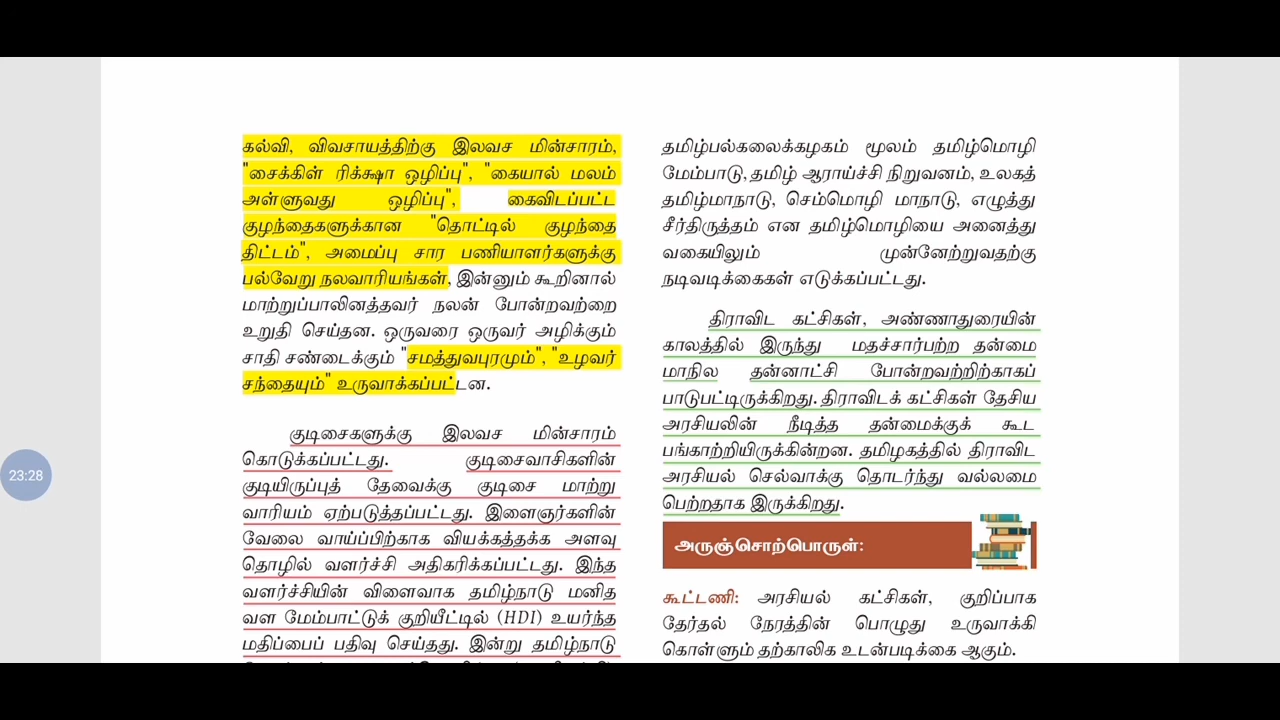 கல்வி, விவசாயத்திற்கு இலவச மின்சாரம்,
"சைக்கிள் ரிக்ஷா ஒழிப்பு", "கையால் மலம்
அள்ளுவது ஒழிப்பு", கைவிடப்பட்ட
குழந்தைகளுக்கான "தொட்டில் குழந்தை
திட்டம்", அமைப்பு சார பணியாளர்களுக்கு
பல்வேறு நலவாரியங்கள், இன்னும் கூறினால்
மாற்றுப்பாலினத்தவர் நலன் போன்றவற்றை
உறுதி செய்தன. ஒருவரை ஒருவர் அழிக்கும்
சாதி சண்டைக்கும் "சமத்துவபுரமும்", "உழவர்
சந்தையும்" உருவாக்கப்பட்டன.
குடிசைகளுக்கு இலவச மின்சாரம்
கொடுக்கப்பட்டது. குடிசைவாசிகளின்
குடியிருப்புத் தேவைக்கு குடிசை மாற்று
வாரியம் ஏற்படுத்தப்பட்டது. இளைஞர்களின்
வேலை வாய்ப்பிற்காக வியக்கத்தக்க அளவு
தொழில் வளர்ச்சி அதிகரிக்கப்பட்டது. இந்த
வளர்ச்சியின் விளைவாக தமிழ்நாடு மனித
வள மேம்பாட்டுக் குறியீட்டில் (HDI) உயர்ந்த
மதிப்பைப் பதிவு செய்தது. இன்று தமிழ்நாடு
தமிழ்பல்கலைக்கழகம் மூலம் தமிழ்மொழி
மேம்பாடு, தமிழ் ஆராய்ச்சி நிறுவனம், உலகத்
தமிழ்மாநாடு, செம்மொழி மாநாடு, எழுத்து
சீர்திருத்தம் என தமிழ்மொழியை அனைத்து
வகையிலும் முன்னேற்றுவதற்கு
நடிவடிக்கைகள் எடுக்கப்பட்டது.
திராவிட கட்சிகள், அண்ணாதுரையின்
காலத்தில் இருந்து மதச்சார்பற்ற தன்மை
மாநில தன்னாட்சி போன்றவற்றிற்காகப்
பாடுபட்டிருக்கிறது. திராவிடக் கட்சிகள் தேசிய
அரசியலின் நீடித்த தன்மைக்குக் கூட
பங்காற்றியிருக்கின்றன. தமிழகத்தில் திராவிட
அரசியல் செல்வாக்கு தொடர்ந்து வல்லமை
பெற்றதாக இருக்கிறது.
அருஞ்சொற்பொருள்:
கூட்டணி: அரசியல் கட்சிகள், குறிப்பாக
தேர்தல் நேரத்தின் பொழுது உருவாக்கி
கொள்ளும் தற்காலிக உடன்படிக்கை ஆகும்.
23:28